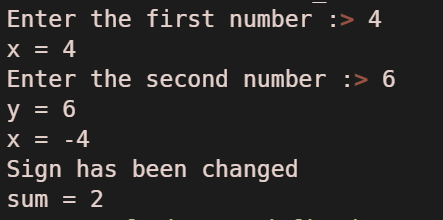 Enter the first number :> 4
x = 4
Enter the second number :> 6
y = 6
x = -4
Sign has been changed
sum = 2